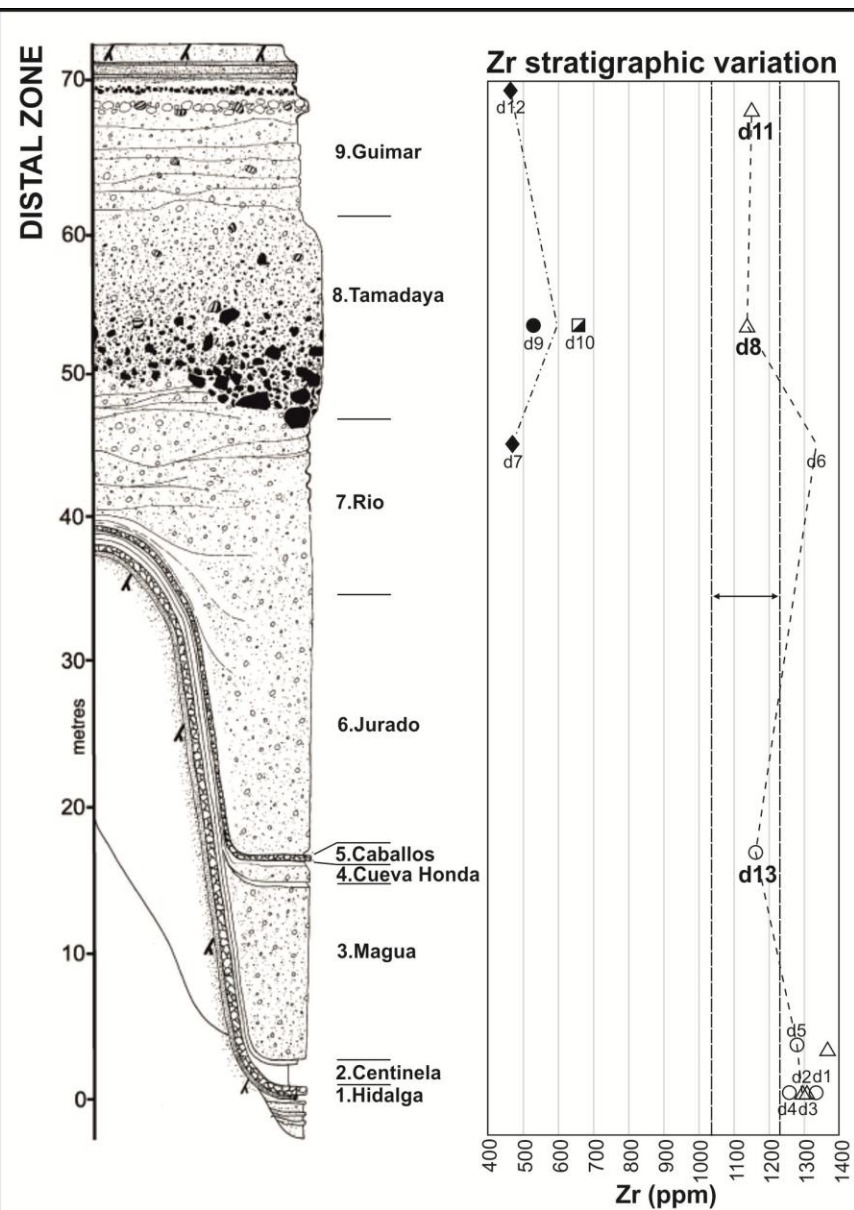 DISTAL ZONE
metres
70
60
50
40
30
20
10
0
9.Guimar
8.Tamadaya
7.Rio
6.Jurado
5.Caballos
4.Cueva Honda
3.Magua
2.Centinela
1.Hidalga
Zr stratigraphic variation
d12
d11
d9
d10
d8
d7
d6
d13
d5
d2 d1
d4 d3
400
500
600
700
800
900
1000
1100
1200
1300
1400
Zr (ppm)